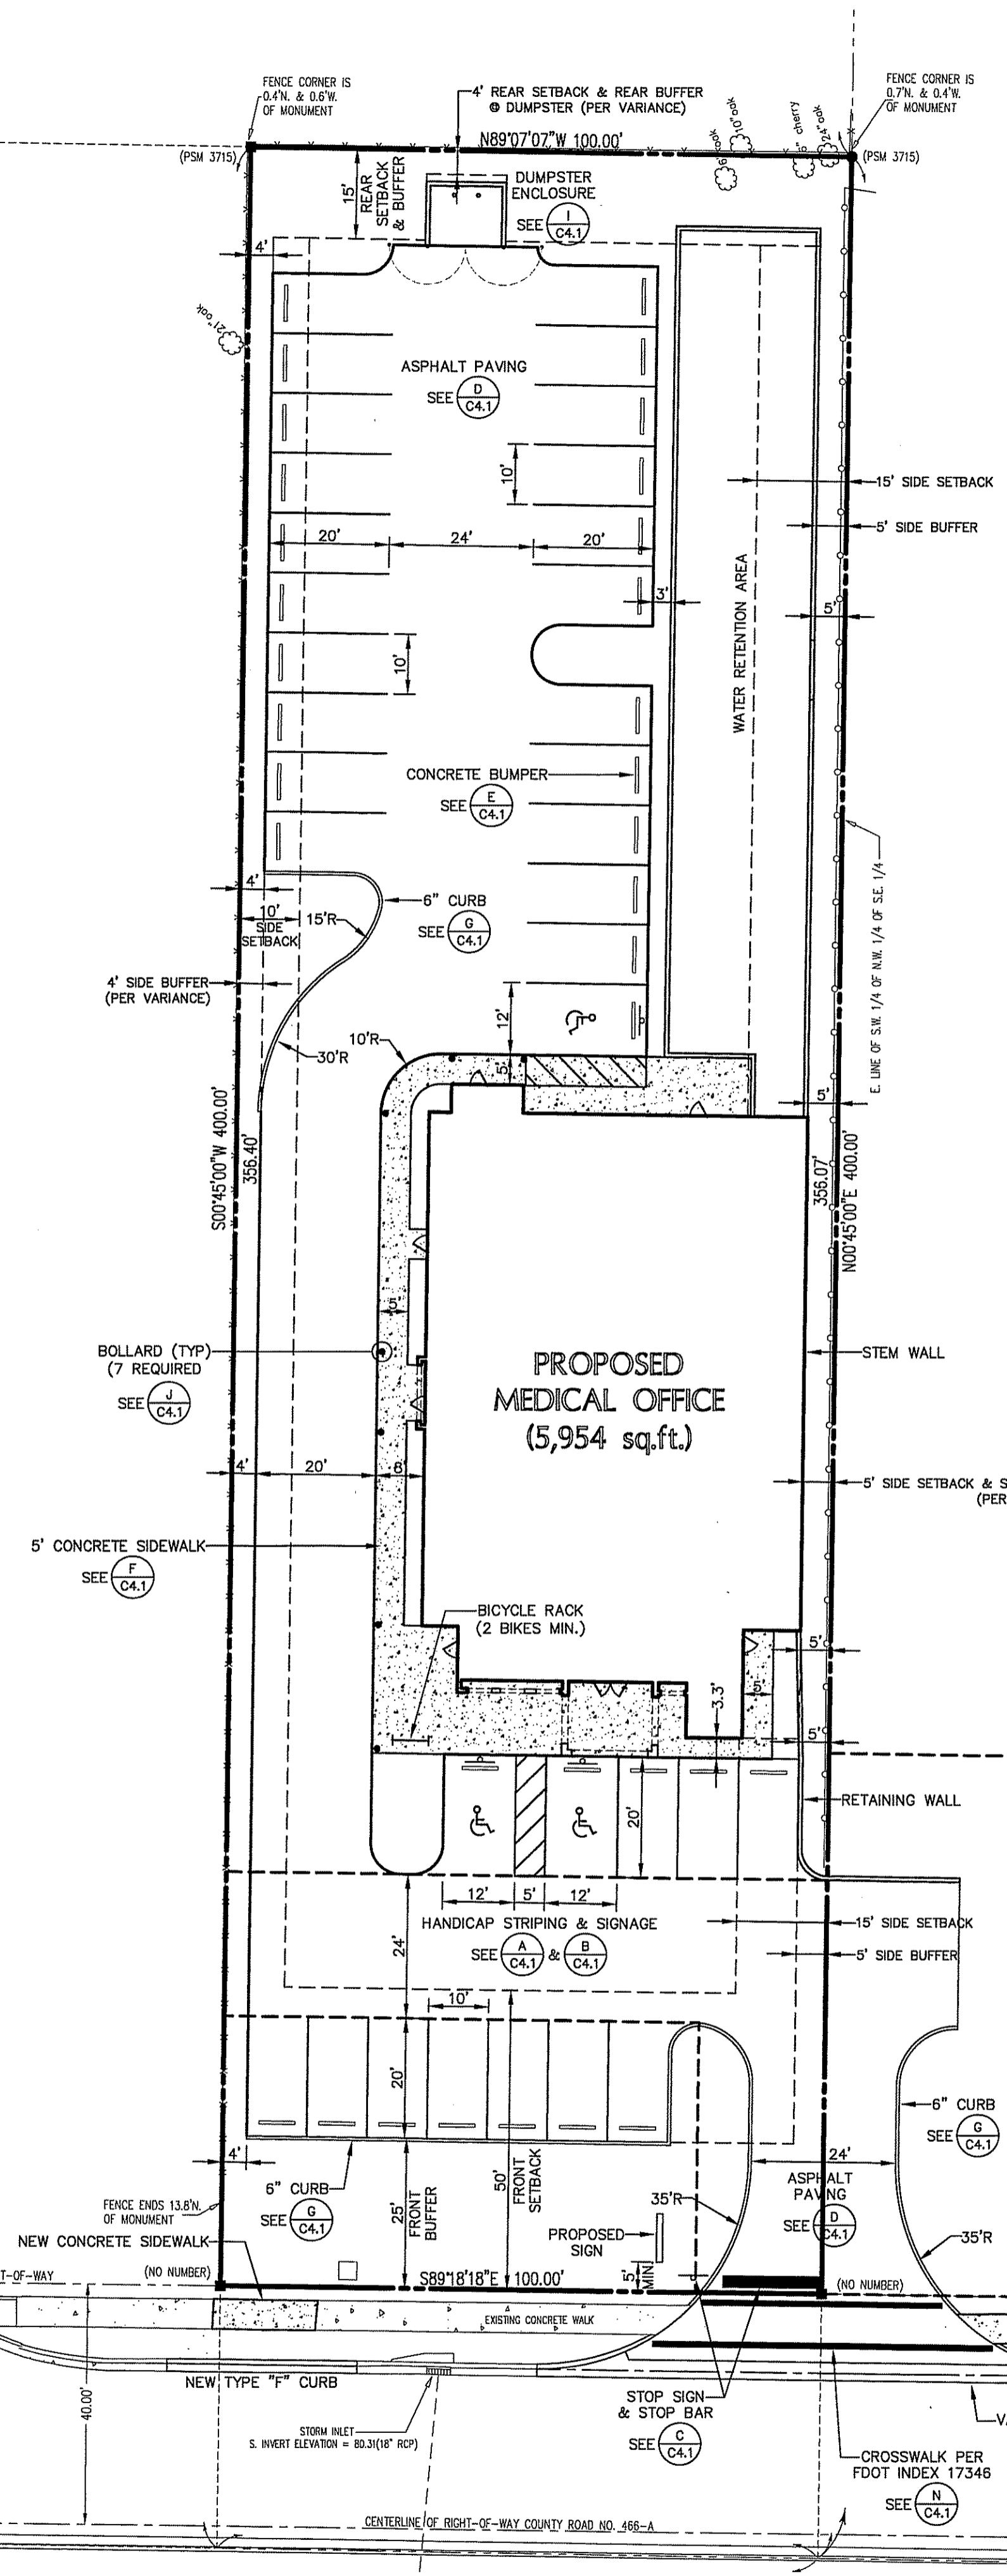 FENCE CORNER IS
0.4'N. & 0.6'W.
OF MONUMENT
4' REAR SETBACK & REAR BUFFER
@ DUMPSTER (PER VARIANCE)
FENCE CORNER IS
0.7'N. & 0.4'W.
OF MONUMENT
N89°07'07"W 100.00'
10"oak
6"cherry
24"oak
(PSM 3715)
(PSM 3715)
15'
REAR
SETBACK
& BUFFER
DUMPSTER
ENCLOSURE
SEE I
C4.1
4'
21"oak
ASPHALT PAVING
SEE D
C4.1
10'
15' SIDE SETBACK
5' SIDE BUFFER
20'
24'
20'
WATER RETENTION AREA
3'
5'
10'
CONCRETE BUMPER
SEE E
C4.1
E. LINE OF S.W. 1/4 OF N.W. 1/4 OF S.E. 1/4
4'
6" CURB
10'
SIDE
SETBACK
15'R
SEE G
C4.1
4' SIDE BUFFER
(PER VARIANCE)
12'
30'R
10'R
5'
5'
S00°45'00"W 400.00'
356.40'
356.07'
N00°45'00"E 400.00'
5'
BOLLARD (TYP)
(7 REQUIRED
SEE J
C4.1
PROPOSED
MEDICAL OFFICE
(5,954 sq.ft.)
STEM WALL
4'
20'
8'
5' SIDE SETBACK & S
(PER
5' CONCRETE SIDEWALK
SEE F
C4.1
BICYCLE RACK
(2 BIKES MIN.)
5'
3.3'
5'
5'
RETAINING WALL
20'
12'
5'
12'
HANDICAP STRIPING & SIGNAGE
SEE A
C4.1 & B
C4.1
15' SIDE SETBACK
5' SIDE BUFFER
24'
10'
20'
6" CURB
SEE G
C4.1
4'
24'
ASPHALT
PAVING
SEE D
C4.1
6" CURB
SEE G
C4.1
25'
FRONT
BUFFER
50'
FRONT
SETBACK
35'R
35'R
FENCE ENDS 13.8'N.
OF MONUMENT
PROPOSED
SIGN
5'
MIN.
NEW CONCRETE SIDEWALK
T-OF-WAY
(NO NUMBER)
S89°18'18"E 100.00'
(NO NUMBER)
EXISTING CONCRETE WALK
NEW TYPE "F" CURB
40.00'
STORM INLET
S. INVERT ELEVATION = 80.31(18" RCP)
STOP SIGN
& STOP BAR
SEE C
C4.1
V
CROSSWALK PER
FDOT INDEX 17346
SEE N
C4.1
CENTERLINE OF RIGHT-OF-WAY COUNTY ROAD NO. 466-A